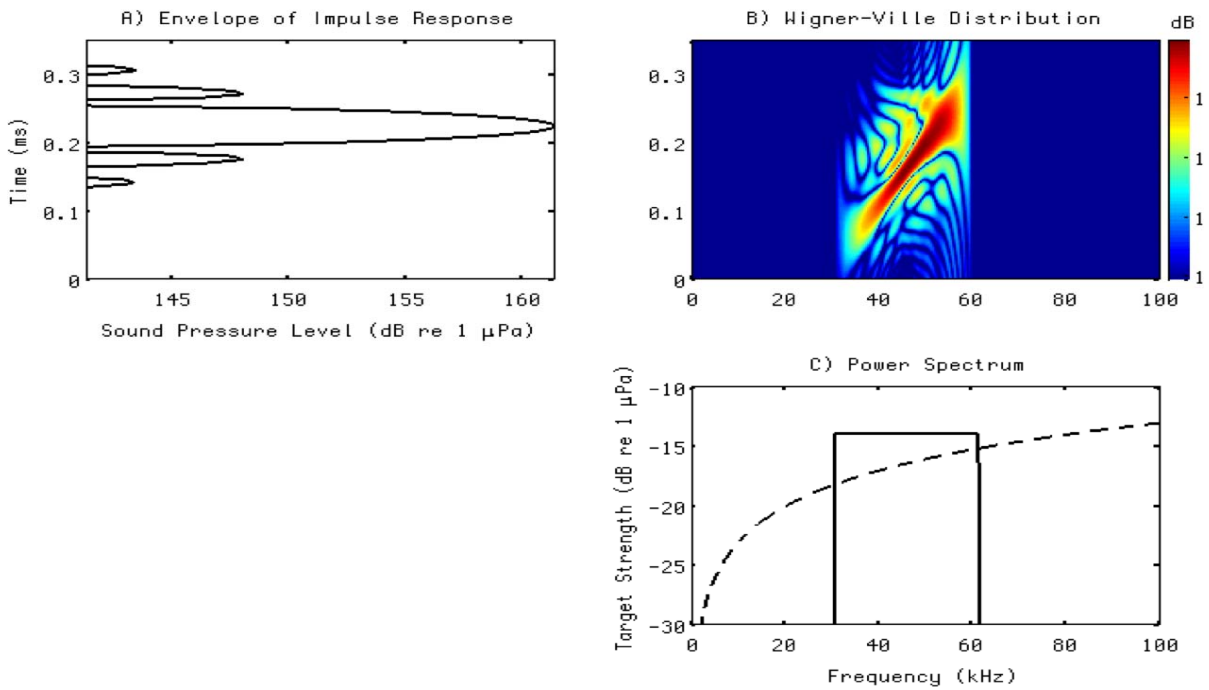 A) Envelope of Impulse Response
0.3
0.2
0.1
0
Time (ms)
145 150 155 160
Sound Pressure Level (dB re 1 μPa)
B) Wigner-Ville Distribution
dB
0.3
0.2
0.1
0
0 20 40 60 80 100
1
1
1
1
C) Power Spectrum
-10
-15
-20
-25
-30
Target Strength (dB re 1 μPa)
0 20 40 60 80 100
Frequency (kHz)